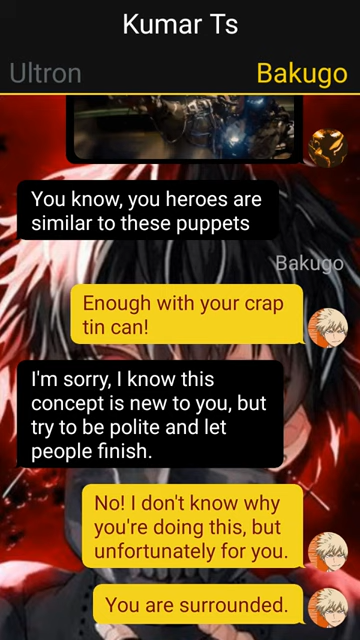 Kumar Ts
Ultron
Bakugo
You know, you heroes are
similar to these puppets
Bakugo
Enough with your crap
tin can!
I'm sorry, I know this
concept is new to you, but
try to be polite and let
people finish.
No! I don't know why
you're doing this, but
unfortunately for you.
You are surrounded.